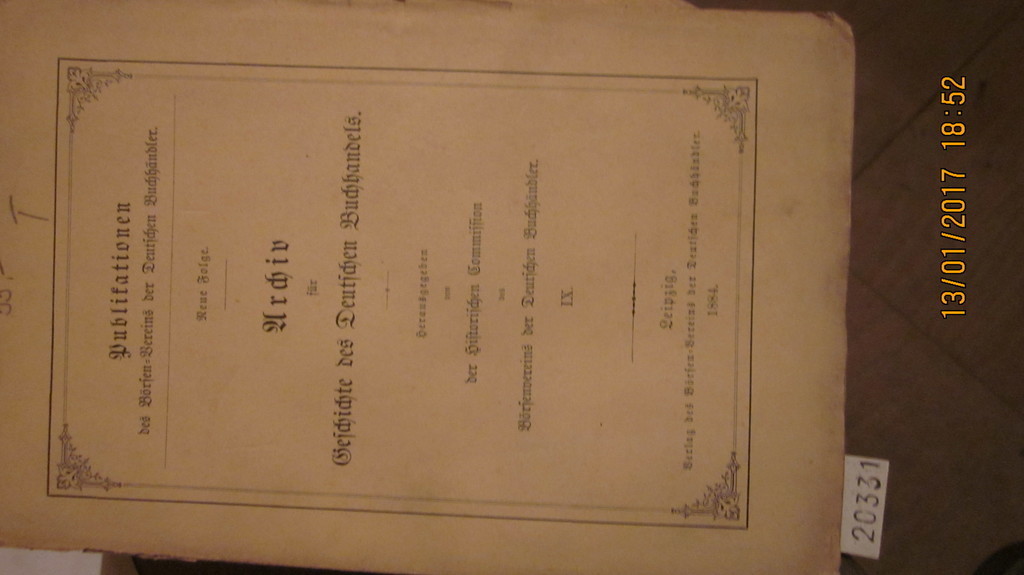 Publikationen
des Börsen-Vereins der Deutschen Buchhändler.
Neue Folge.
Archiv
für
Geschichte des Deutschen Buchhandels.
Herausgegeben
von
der Historischen Commission
des
Börsenvereins der Deutschen Buchhändler.
IX.
Leipzig,
Verlag des Börsen-Vereins der Deutschen Buchhändler.
1884.
20331
13/01/2017 18:52